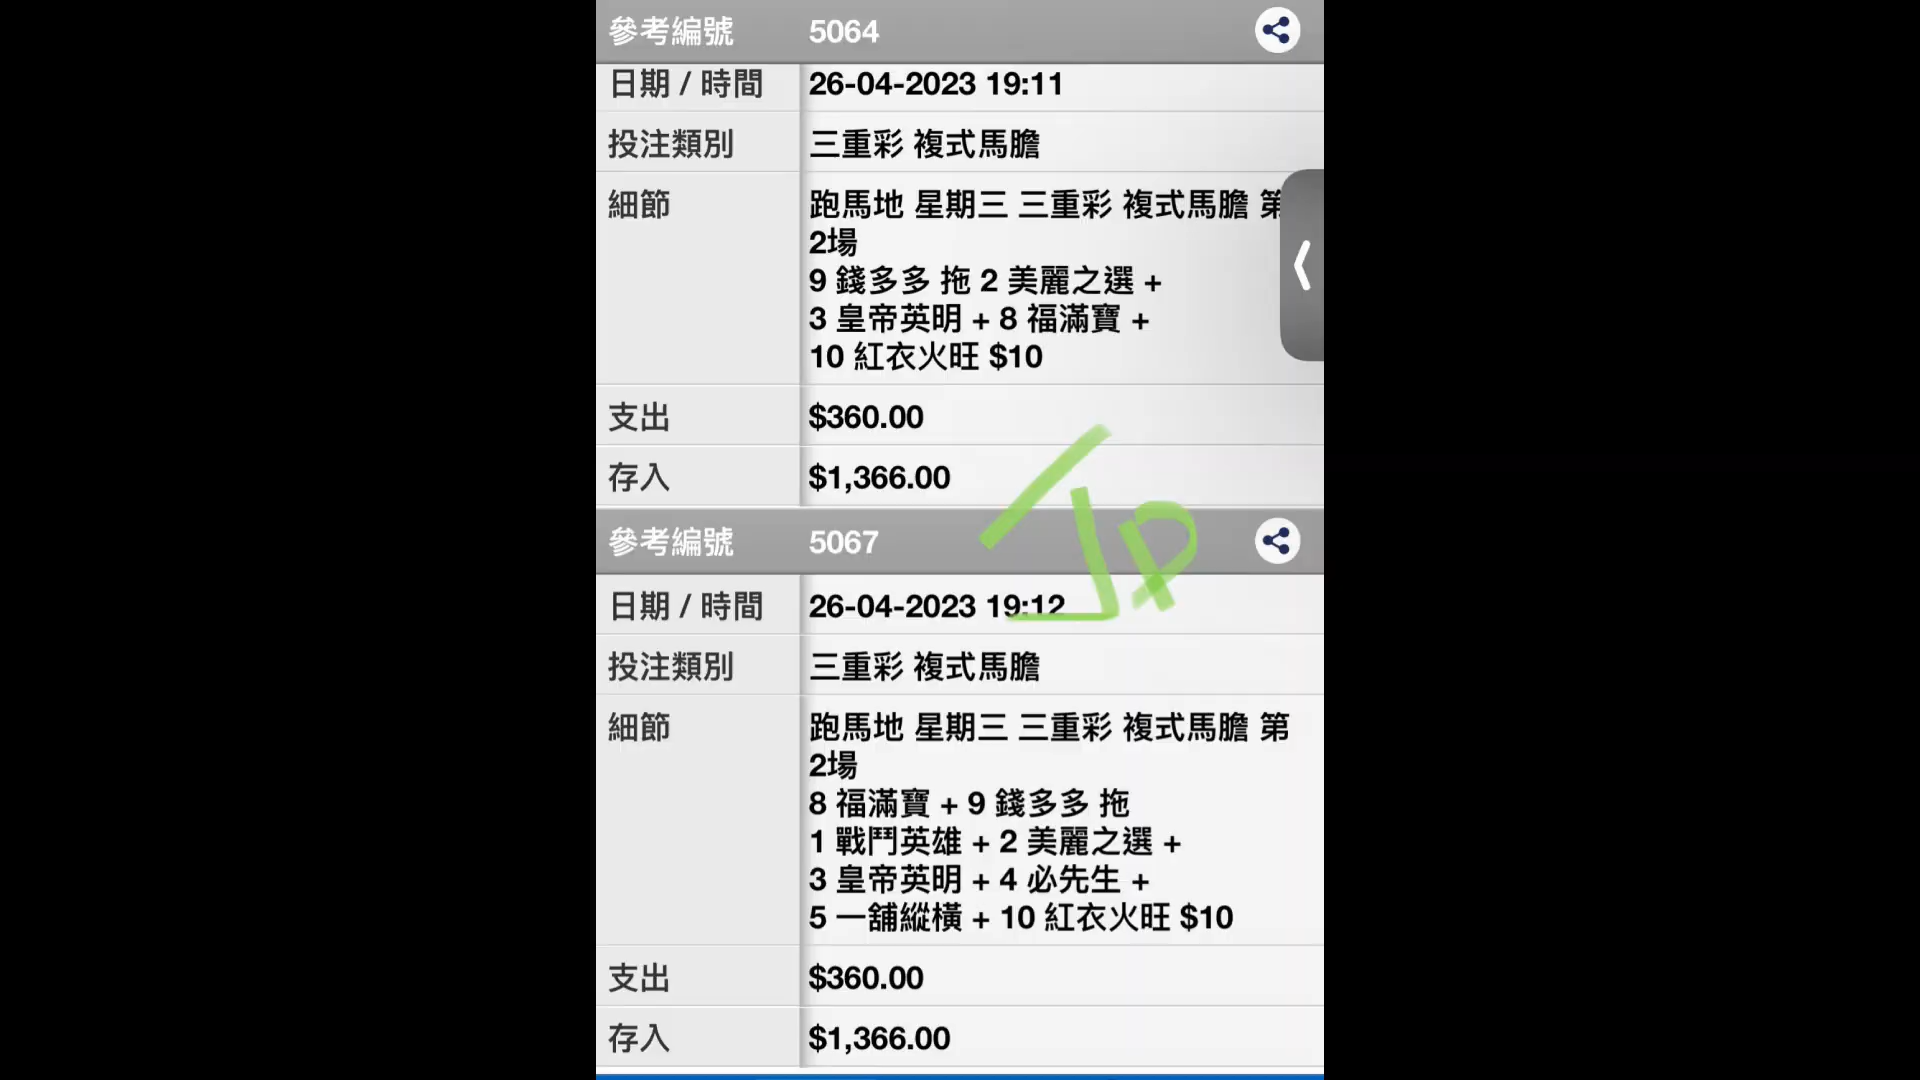 參考編號 5064
日期 / 時間 26-04-2023 19:11
投注類別 三重彩 複式馬膽
細節 跑馬地 星期三 三重彩 複式馬膽 第
2場
9 錢多多 拖 2 美麗之選 +
3 皇帝英明 + 8 福滿寶 +
10 紅衣火旺 $10
支出 $360.00
存入 $1,366.00
參考編號 5067
日期 / 時間 26-04-2023 19:12
投注類別 三重彩 複式馬膽
細節 跑馬地 星期三 三重彩 複式馬膽 第
2場
8 福滿寶 + 9 錢多多 拖
1 戰鬥英雄 + 2 美麗之選 +
3 皇帝英明 + 4 必先生 +
5 一舖縱橫 + 10 紅衣火旺 $10
支出 $360.00
存入 $1,366.00